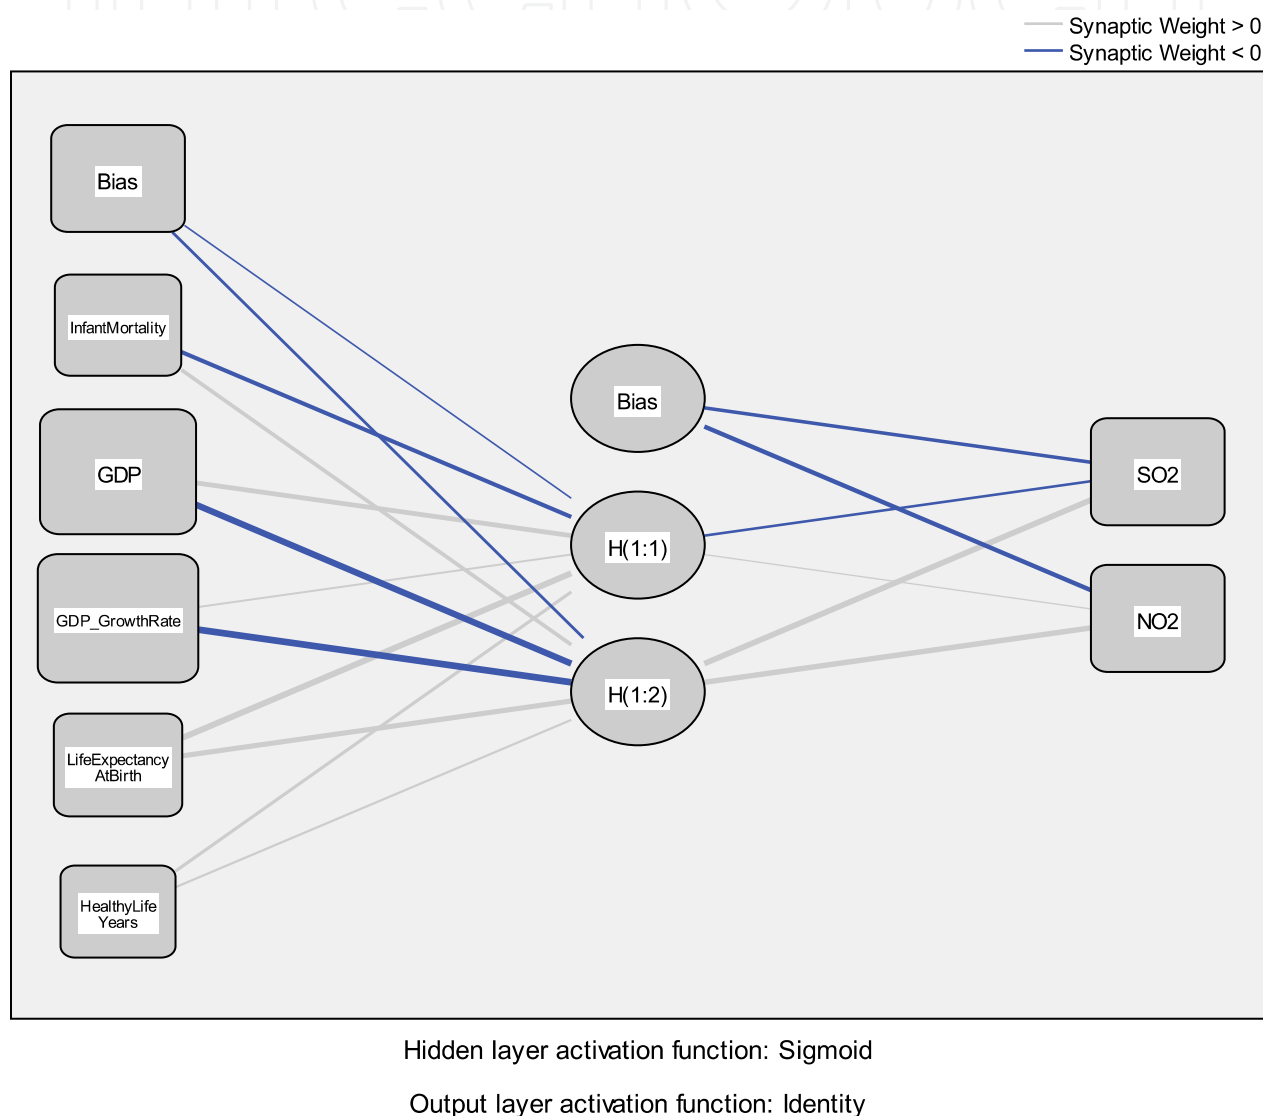 Synaptic Weight > 0
Synaptic Weight < 0
Bias
InfantMortality
GDP
GDP_GrowthRate
LifeExpectancy
AtBirth
HealthyLife
Years
Bias
H(1:1)
H(1:2)
SO2
NO2
Hidden layer activation function: Sigmoid
Output layer activation function: Identity